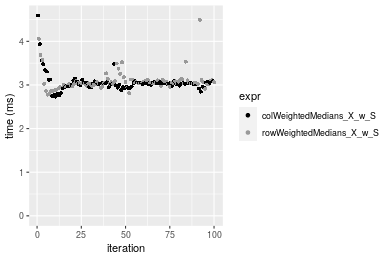 4
3
2
1
0
time (ms)
0
25
50
75
100
iteration
expr
colWeightedMedians_X_w_S
rowWeightedMedians_X_w_S